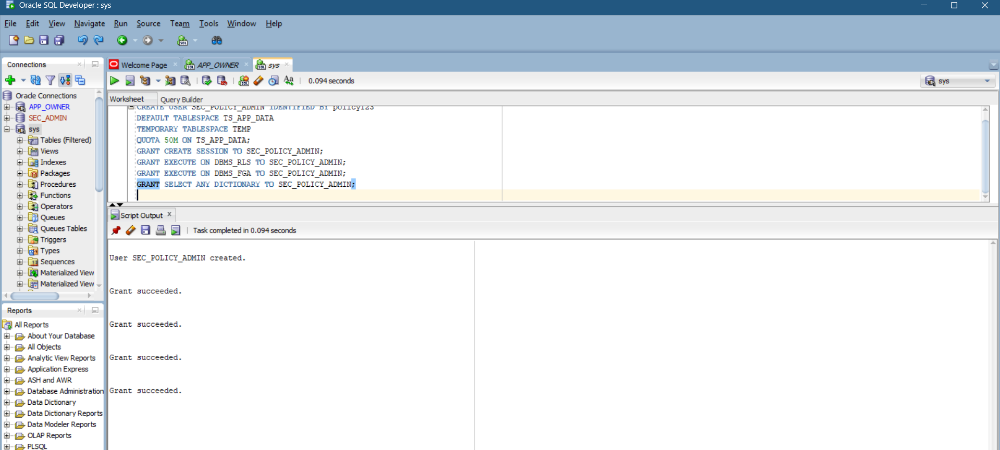 Oracle SQL Developer : sys
File Edit View Navigate Run Source Team Tools Window Help
Connections
Welcome Page
APP_OWNER
sys
0.094 seconds
sys
Oracle Connections
APP_OWNER
SEC_ADMIN
sys
Tables (Filtered)
Views
Indexes
Packages
Procedures
Functions
Operators
Queues
Queues Tables
Triggers
Types
Sequences
Materialized View
Materialized View
Reports
All Reports
About Your Database
All Objects
Analytic View Reports
Application Express
ASH and AWR
Database Administration
Data Dictionary
Data Dictionary Reports
Data Modeler Reports
OLAP Reports
PLSQL
Worksheet Query Builder
CREATE USER SEC_POLICY_ADMIN IDENTIFIED BY policy123
DEFAULT TABLESPACE TS_APP_DATA
TEMPORARY TABLESPACE TEMP
QUOTA 50M ON TS_APP_DATA;
GRANT CREATE SESSION TO SEC_POLICY_ADMIN;
GRANT EXECUTE ON DBMS_RLS TO SEC_POLICY_ADMIN;
GRANT EXECUTE ON DBMS_FGA TO SEC_POLICY_ADMIN;
GRANT SELECT ANY DICTIONARY TO SEC_POLICY_ADMIN;
Script Output
Task completed in 0.094 seconds
User SEC_POLICY_ADMIN created.
Grant succeeded.
Grant succeeded.
Grant succeeded.
Grant succeeded.